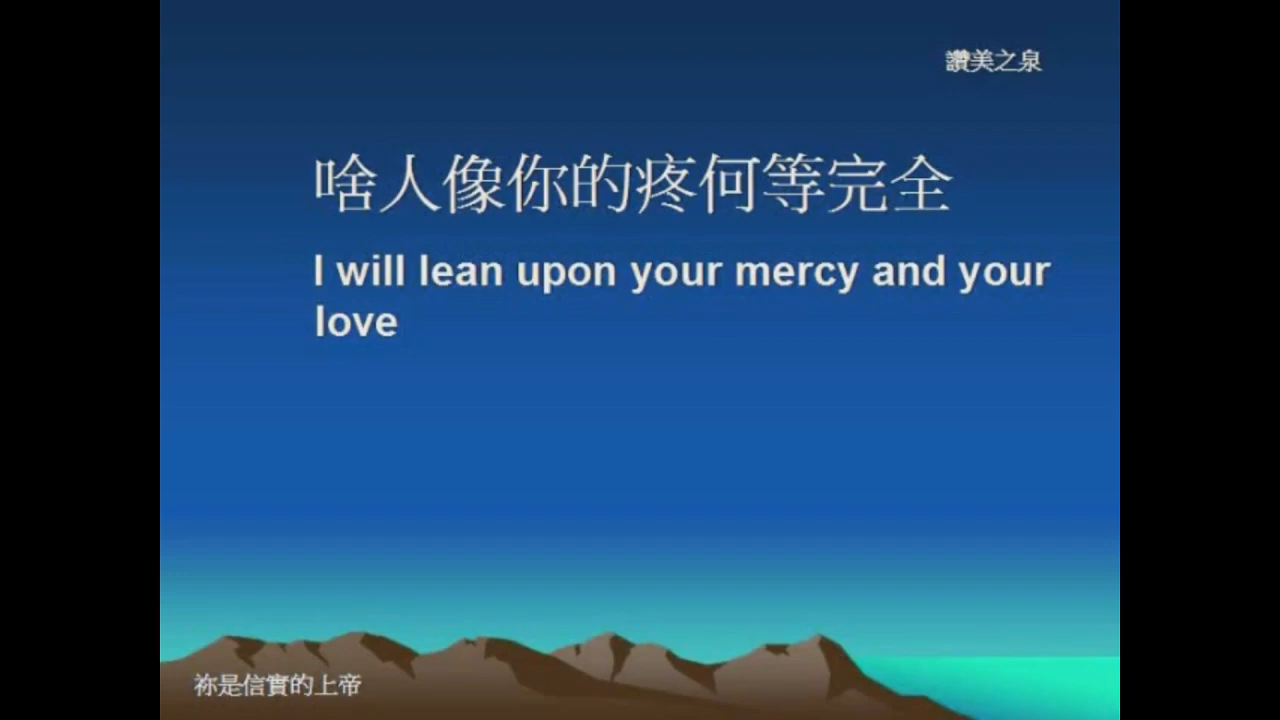 讚美之泉
啥人像你的疼何等完全
I will lean upon your mercy and your
love
祢是信實的上帝